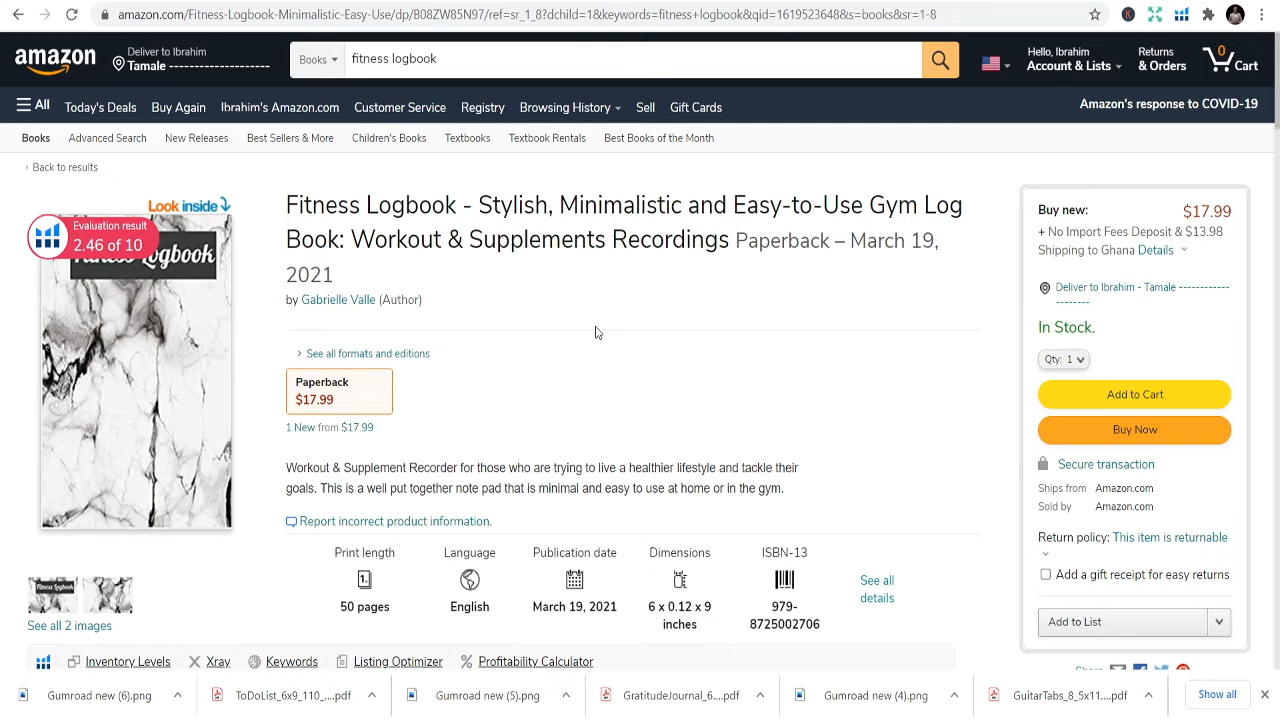 amazon.com/Fitness-Logbook-Minimalistic-Easy-Use/dp/B08ZW85N97/ref=sr_1_8?dchild=1&keywords=fitness+logbook&qid=1619523648&s=books&sr=1-8
amazon
Deliver to Ibrahim
Tamale --------------------
Books
fitness logbook
Hello, Ibrahim
Account & Lists
Returns
& Orders
0
Cart
All
Today's Deals
Buy Again
Ibrahim's Amazon.com
Customer Service
Registry
Browsing History
Sell
Gift Cards
Amazon's response to COVID-19
Books
Advanced Search
New Releases
Best Sellers & More
Children's Books
Textbooks
Textbook Rentals
Best Books of the Month
‹ Back to results
Look inside
Evaluation result
2.46 of 10
Fitness Logbook
See all 2 images
Fitness Logbook - Stylish, Minimalistic and Easy-to-Use Gym Log
Book: Workout & Supplements Recordings Paperback – March 19,
2021
by Gabrielle Valle (Author)
See all formats and editions
Paperback
$17.99
1 New from $17.99
Workout & Supplement Recorder for those who are trying to live a healthier lifestyle and tackle their
goals. This is a well put together note pad that is minimal and easy to use at home or in the gym.
Report incorrect product information.
Print length
50 pages
Language
English
Publication date
March 19, 2021
Dimensions
6 x 0.12 x 9
inches
ISBN-13
979-
8725002706
See all
details
Inventory Levels
Xray
Keywords
Listing Optimizer
Profitability Calculator
Buy new:
$17.99
+ No Import Fees Deposit & $13.98
Shipping to Ghana Details
Deliver to Ibrahim - Tamale ------------
--------
In Stock.
Qty: 1
Add to Cart
Buy Now
Secure transaction
Ships from Amazon.com
Sold by Amazon.com
Return policy: This item is returnable
Add a gift receipt for easy returns
Add to List
Share
Gumroad new (6).png
ToDoList_6x9_110_....pdf
Gumroad new (5).png
GratitudeJournal_6....pdf
Gumroad new (4).png
GuitarTabs_8_5x11....pdf
Show all